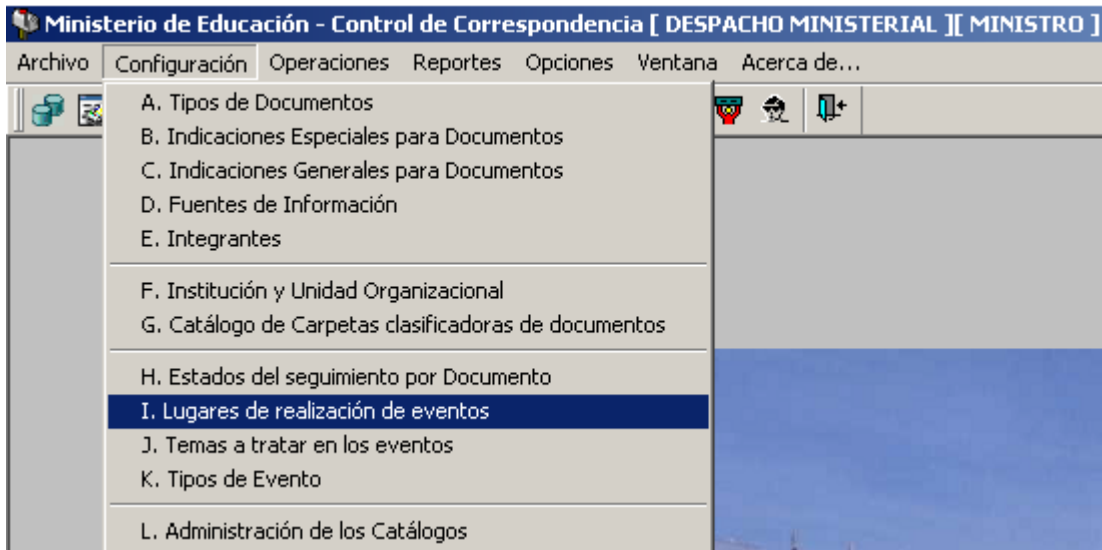 Ministerio de Educación - Control de Correspondencia [ DESPACHO MINISTERIAL ][ MINISTRO ]
Archivo Configuración Operaciones Reportes Opciones Ventana Acerca de...
A. Tipos de Documentos
B. Indicaciones Especiales para Documentos
C. Indicaciones Generales para Documentos
D. Fuentes de Información
E. Integrantes
F. Institución y Unidad Organizacional
G. Catálogo de Carpetas clasificadoras de documentos
H. Estados del seguimiento por Documento
I. Lugares de realización de eventos
J. Temas a tratar en los eventos
K. Tipos de Evento
L. Administración de los Catálogos